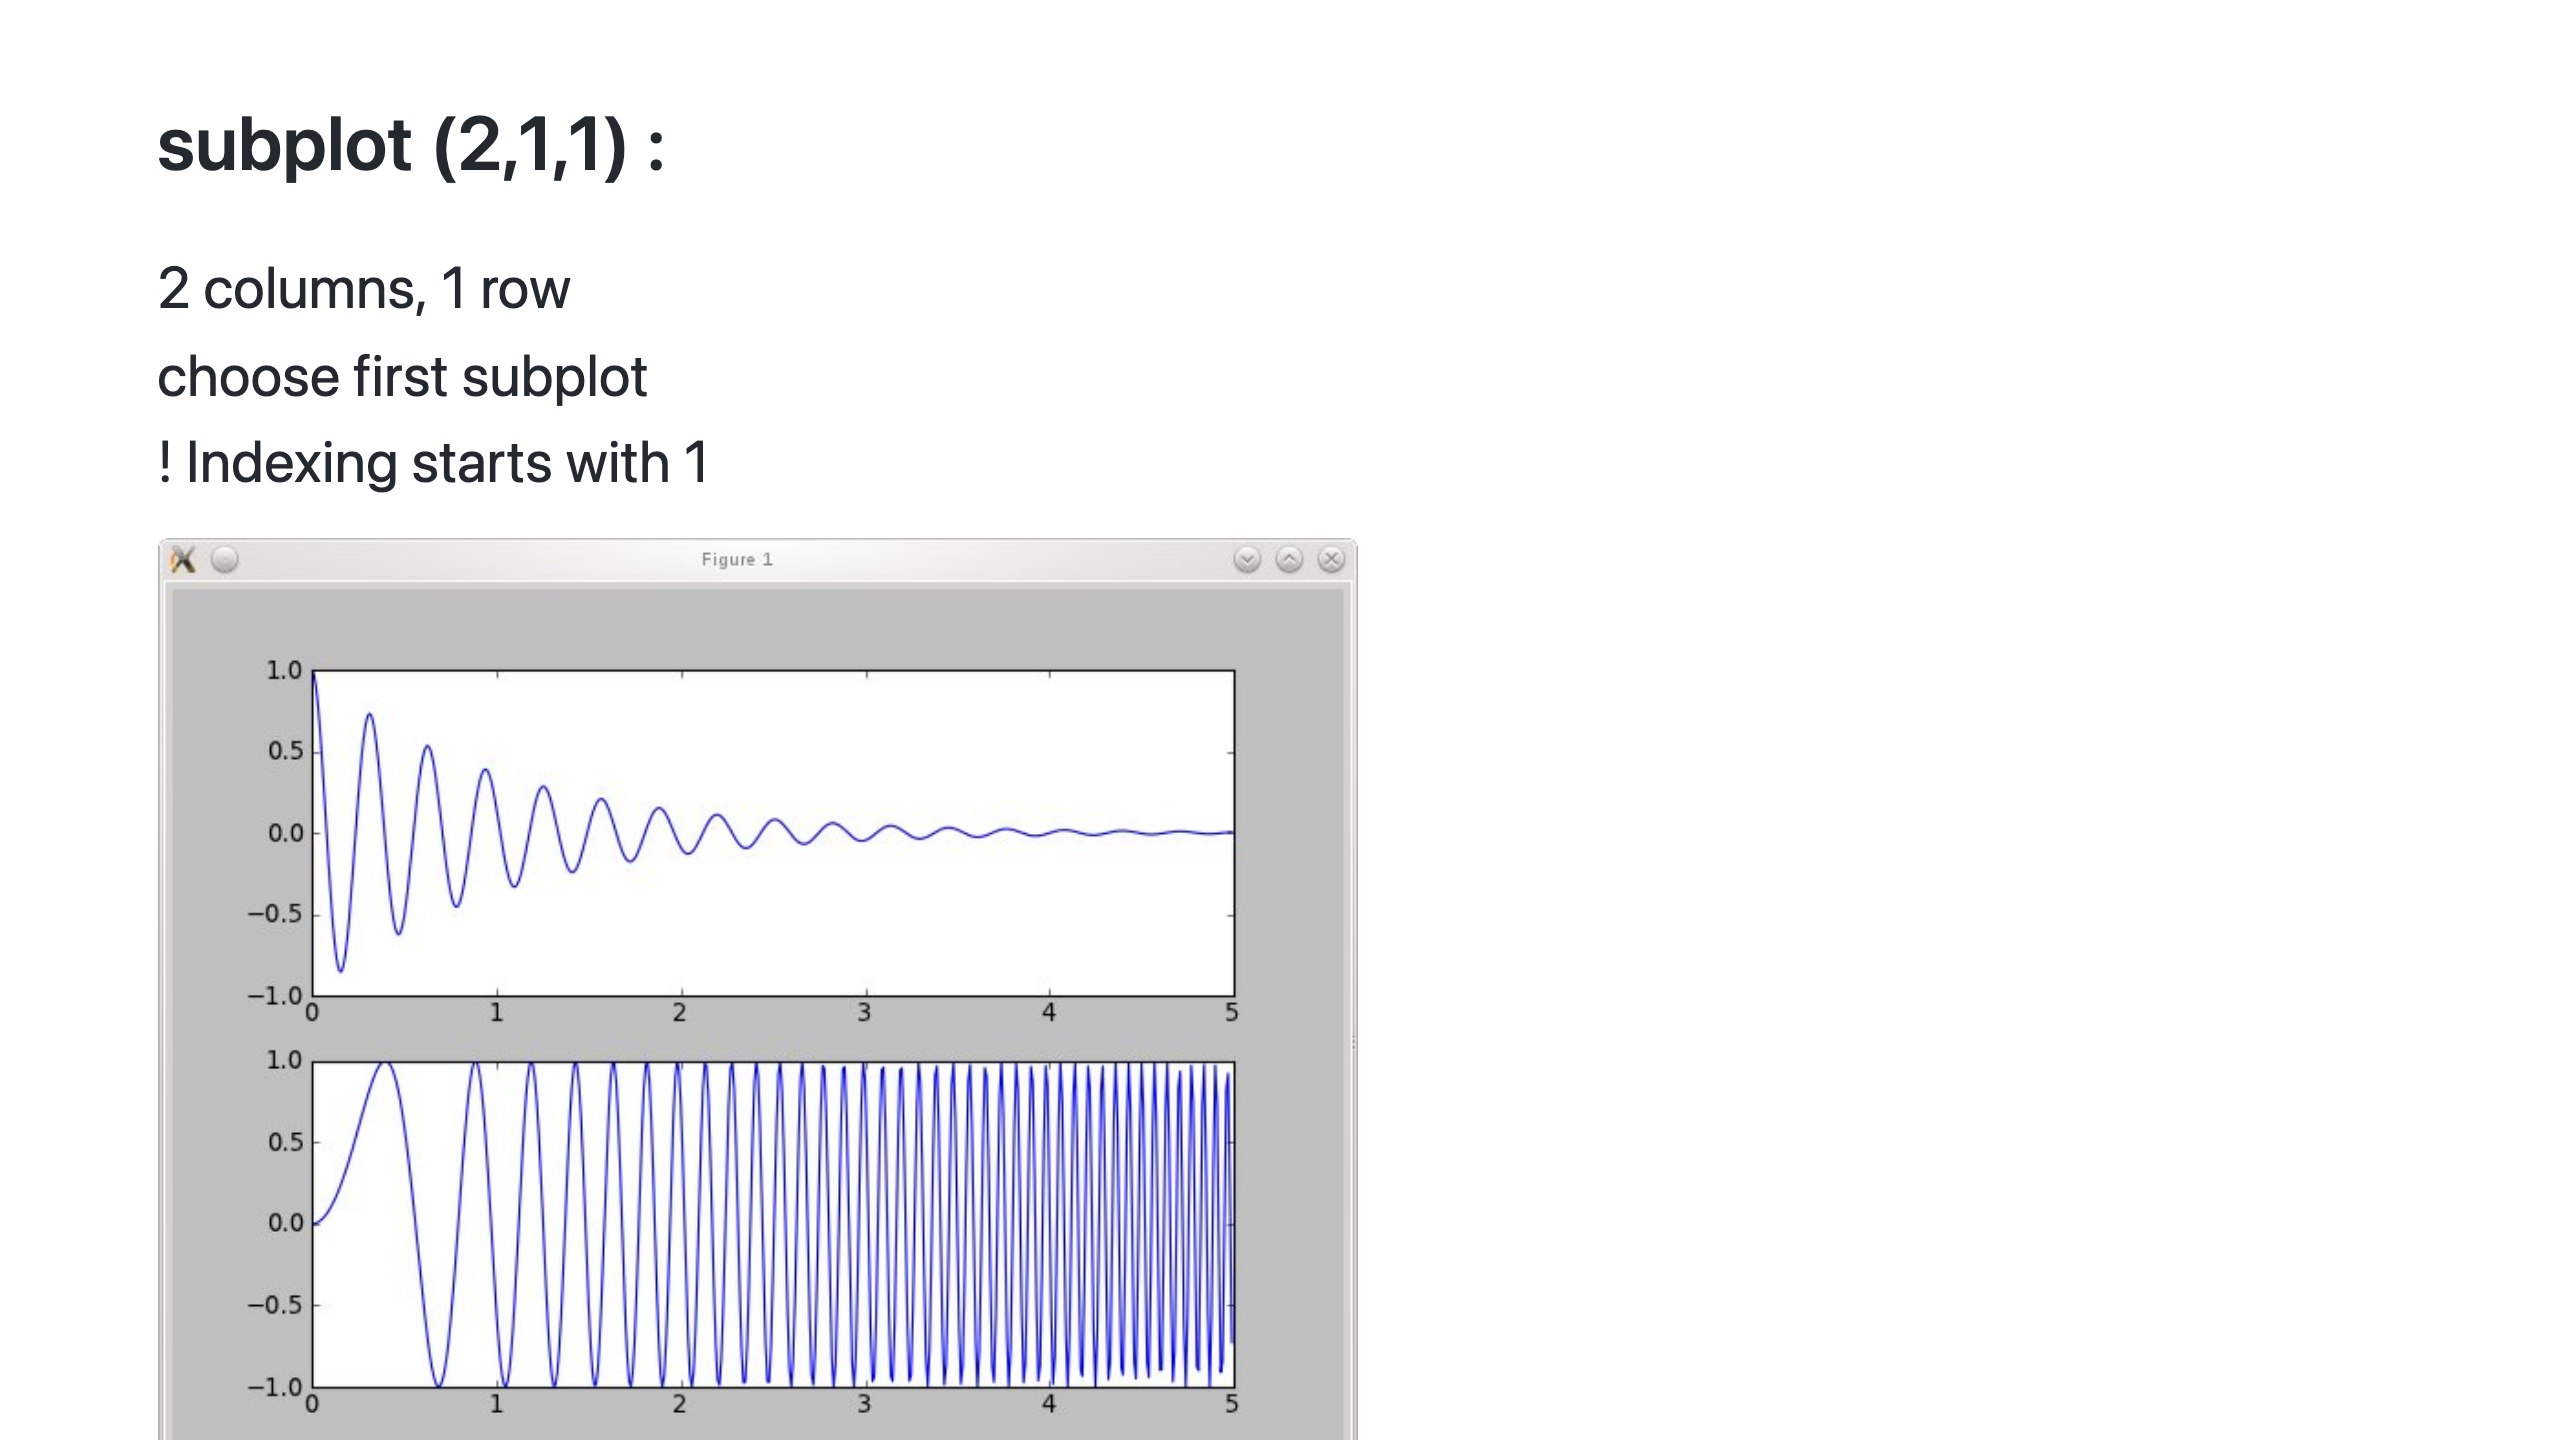 subplot (2,1,1) :
2 columns, 1 row
choose first subplot
! Indexing starts with 1
Figure 1
1.0
0.5
0.0
−0.5
−1.0
0 1 2 3 4 5
1.0
0.5
0.0
−0.5
−1.0
0 1 2 3 4 5